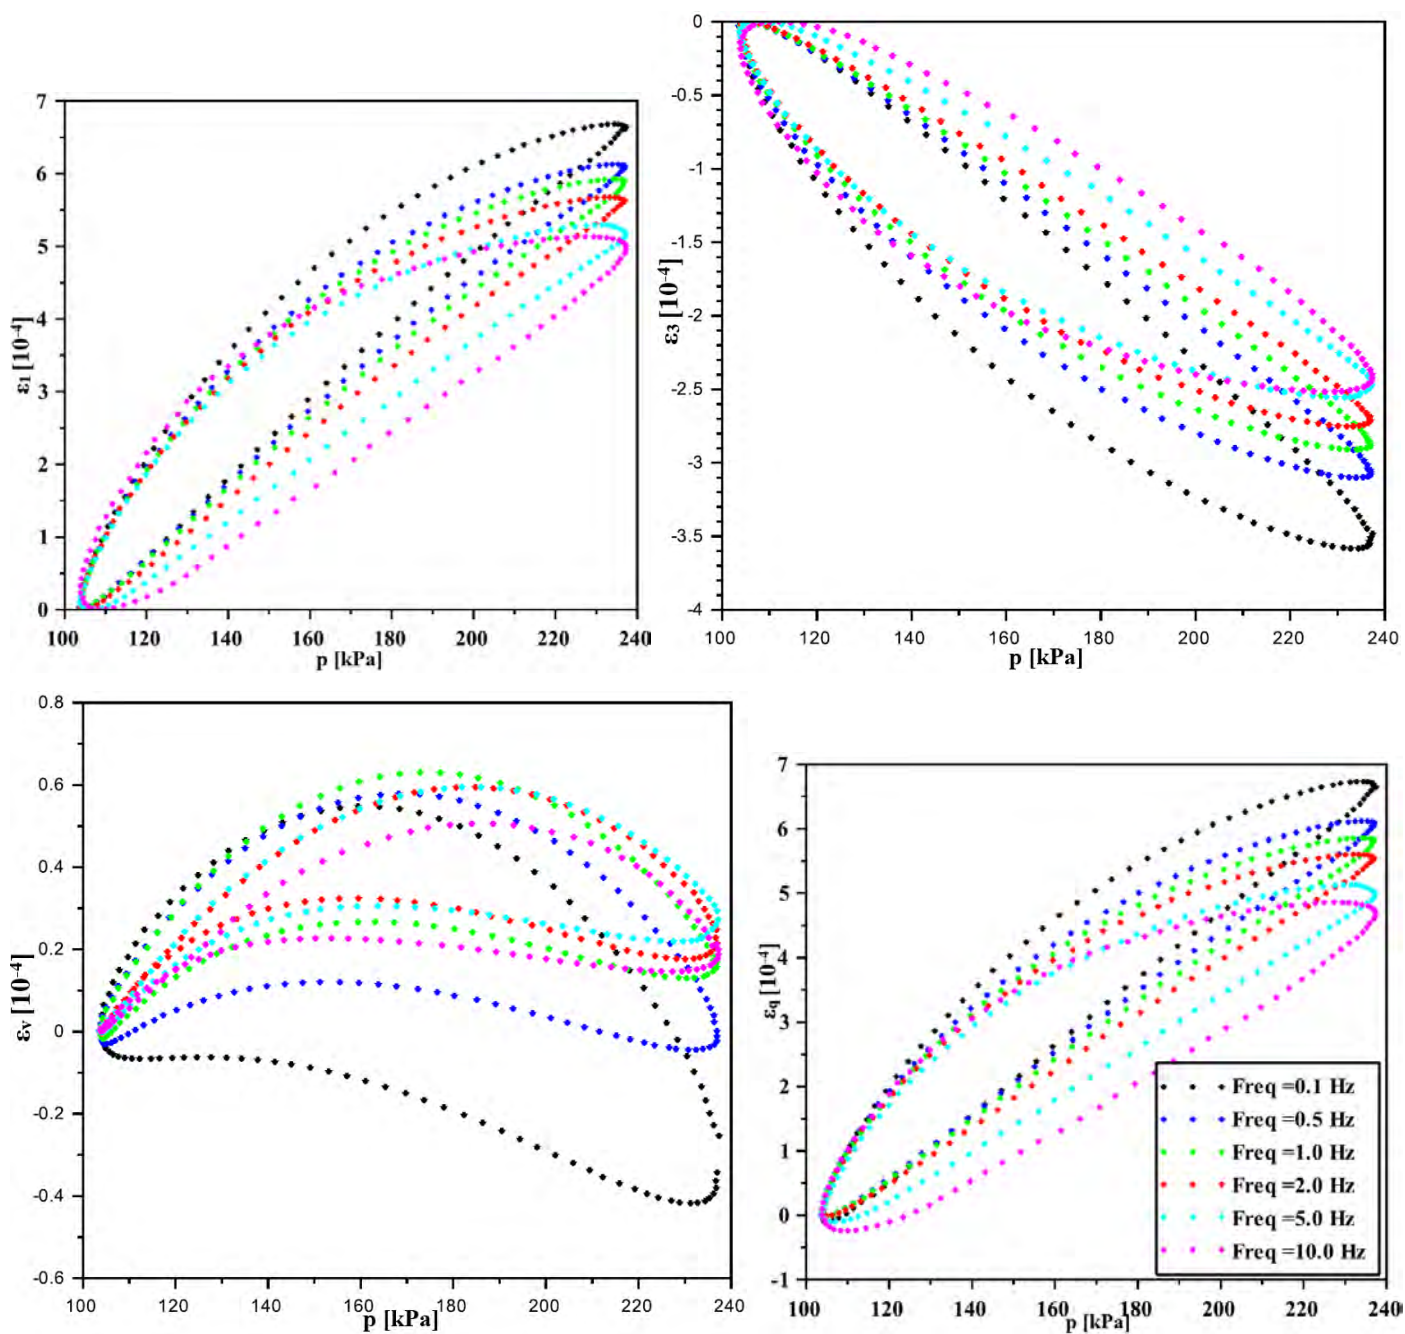 7
6
5
4
3
2
1
0
ε1 [10-4]
100 120 140 160 180 200 220 240
p [kPa]
0
-0.5
-1
-1.5
-2
-2.5
-3
-3.5
-4
ε3 [10-4]
100 120 140 160 180 200 220 240
p [kPa]
0.8
0.6
0.4
0.2
0
-0.2
-0.4
-0.6
εv [10-4]
100 120 140 160 180 200 220 240
p [kPa]
7
6
5
4
3
2
1
0
-1
εq [10-4]
100 120 140 160 180 200 220 240
p [kPa]
Freq =0.1 Hz
Freq =0.5 Hz
Freq =1.0 Hz
Freq =2.0 Hz
Freq =5.0 Hz
Freq =10.0 Hz